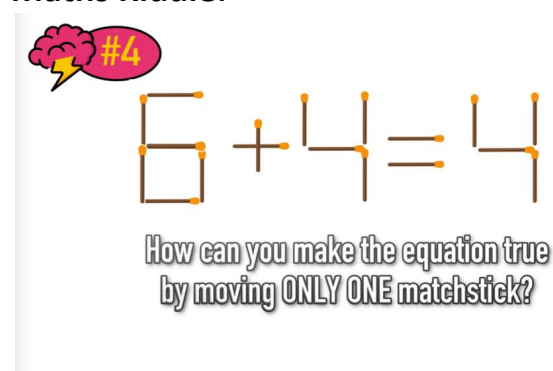 Maths Riddle:
#4
6+4=4
How can you make the equation true
by moving ONLY ONE matchstick?